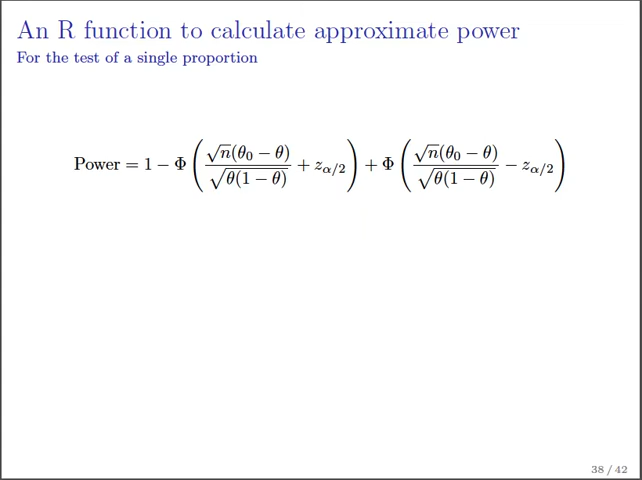 An R function to calculate approximate power
For the test of a single proportion
Power = 1 − Φ ( √n(θ₀ − θ) / √θ(1 − θ) + z_{α/2} ) + Φ ( √n(θ₀ − θ) / √θ(1 − θ) − z_{α/2} )
38 / 42